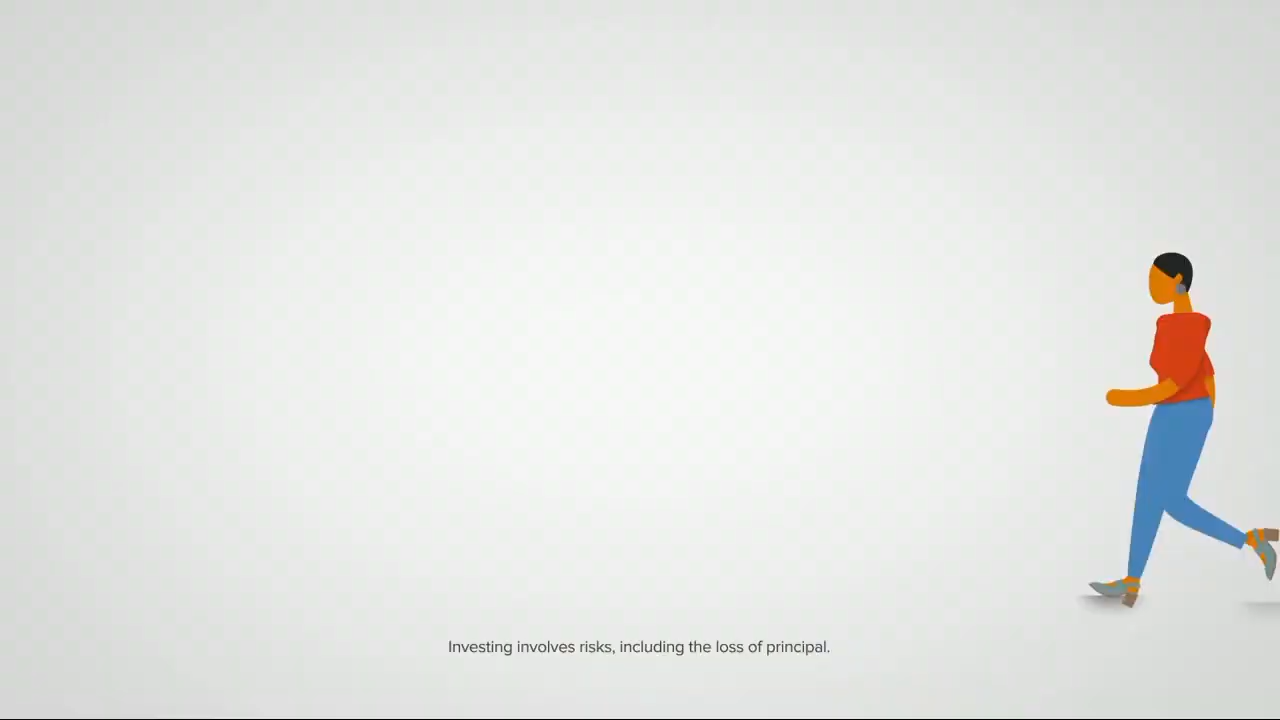 Investing involves risks, including the loss of principal.